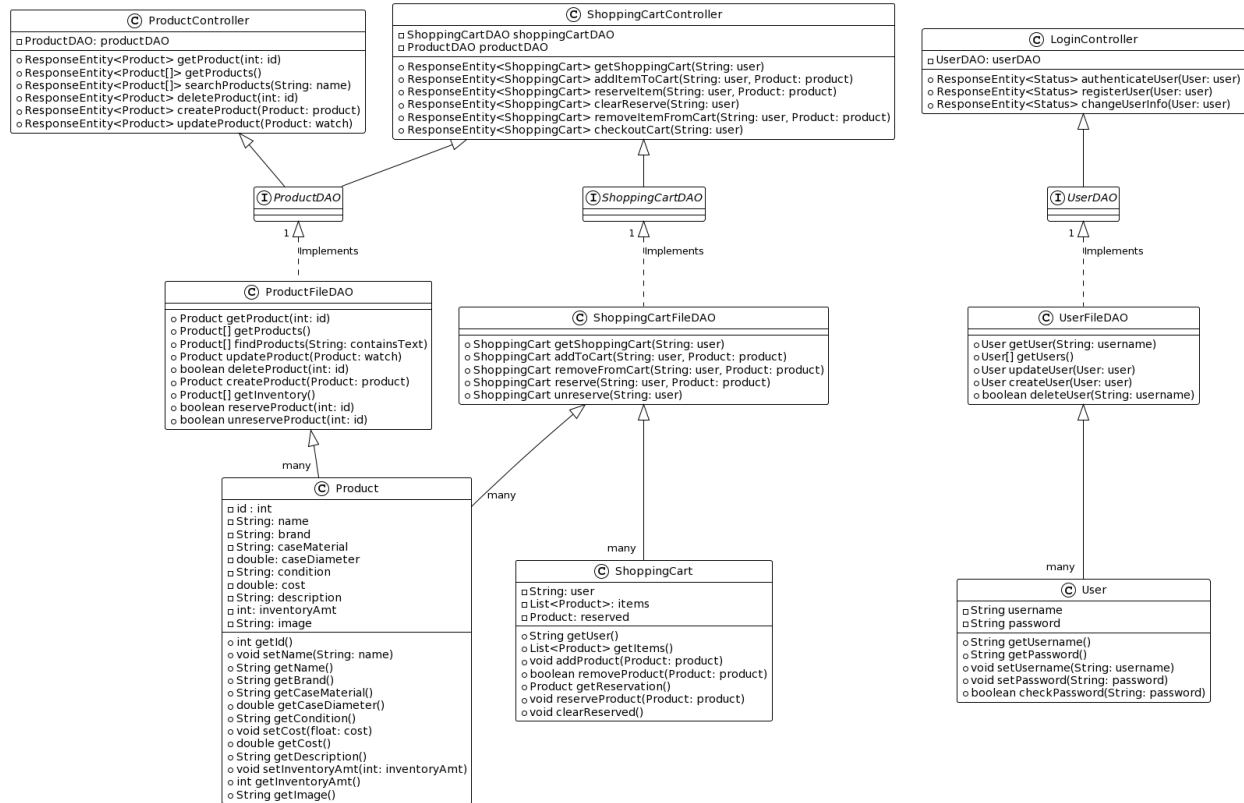 C ProductController
ProductDAO: productDAO
ResponseEntity<Product> getProduct(int: id)
ResponseEntity<Product[]> getProducts()
ResponseEntity<Product[]> searchProducts(String: name)
ResponseEntity<Product> deleteProduct(int: id)
ResponseEntity<Product> createProduct(Product: product)
ResponseEntity<Product> updateProduct(Product: watch)
C ShoppingCartController
ShoppingCartDAO shoppingCartDAO
ProductDAO productDAO
ResponseEntity<ShoppingCart> getShoppingCart(String: user)
ResponseEntity<ShoppingCart> addItemToCart(String: user, Product: product)
ResponseEntity<ShoppingCart> reserveItem(String: user, Product: product)
ResponseEntity<ShoppingCart> clearReserve(String: user)
ResponseEntity<ShoppingCart> removeItemFromCart(String: user, Product: product)
ResponseEntity<ShoppingCart> checkoutCart(String: user)
C LoginController
UserDAO: userDAO
ResponseEntity<Status> authenticateUser(User: user)
ResponseEntity<Status> registerUser(User: user)
ResponseEntity<Status> changeUserInfo(User: user)
I ProductDAO
I ShoppingCartDAO
I UserDAO
1
Implements
1
Implements
1
Implements
C ProductFileDAO
Product getProduct(int: id)
Product[] getProducts()
Product[] findProducts(String: containsText)
Product updateProduct(Product: watch)
boolean deleteProduct(int: id)
Product createProduct(Product: product)
Product[] getInventory()
boolean reserveProduct(int: id)
boolean unreserveProduct(int: id)
C ShoppingCartFileDAO
ShoppingCart getShoppingCart(String: user)
ShoppingCart addToCart(String: user, Product: product)
ShoppingCart removeFromCart(String: user, Product: product)
ShoppingCart reserve(String: user, Product: product)
ShoppingCart unreserve(String: user)
C UserFileDAO
User getUser(String: username)
User[] getUsers()
User updateUser(User: user)
User createUser(User: user)
boolean deleteUser(String: username)
many
many
many
many
C Product
id : int
String: name
String: brand
String: caseMaterial
double: caseDiameter
String: condition
double: cost
String: description
int: inventoryAmt
String: image
int getId()
void setName(String: name)
String getName()
String getBrand()
String getCaseMaterial()
double getCaseDiameter()
String getCondition()
void setCost(float: cost)
double getCost()
String getDescription()
void setInventoryAmt(int: inventoryAmt)
int getInventoryAmt()
String getImage()
C ShoppingCart
String: user
List<Product>: items
Product: reserved
String getUser()
List<Product> getItems()
void addProduct(Product: product)
boolean removeProduct(Product: product)
Product getReservation()
void reserveProduct(Product: product)
void clearReserved()
C User
String username
String password
String getUsername()
String getPassword()
void setUsername(String: username)
void setPassword(String: password)
boolean checkPassword(String: password)